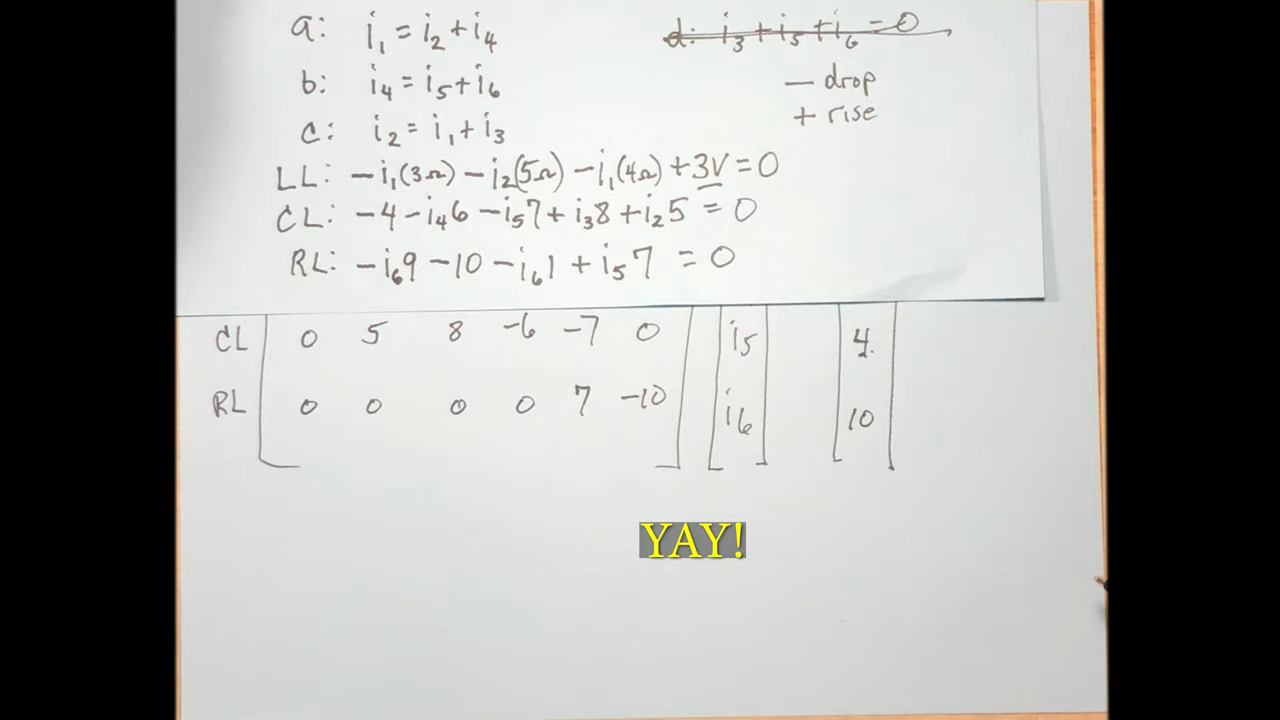 a: i₁ = i₂ + i₄
d: i₃ + i₅ + i₆ = 0
b: i₄ = i₅ + i₆
— drop
c: i₂ = i₁ + i₃
+ rise
LL: −i₁(3Ω) − i₂(5Ω) − i₁(4Ω) + 3V = 0
CL: −4 − i₄6 − i₅7 + i₃8 + i₂5 = 0
RL: −i₆9 − 10 − i₆1 + i₅7 = 0
CL 0 5 8 -6 -7 0 i₅ 4
RL 0 0 0 0 7 -10 i₆ 10
YAY!